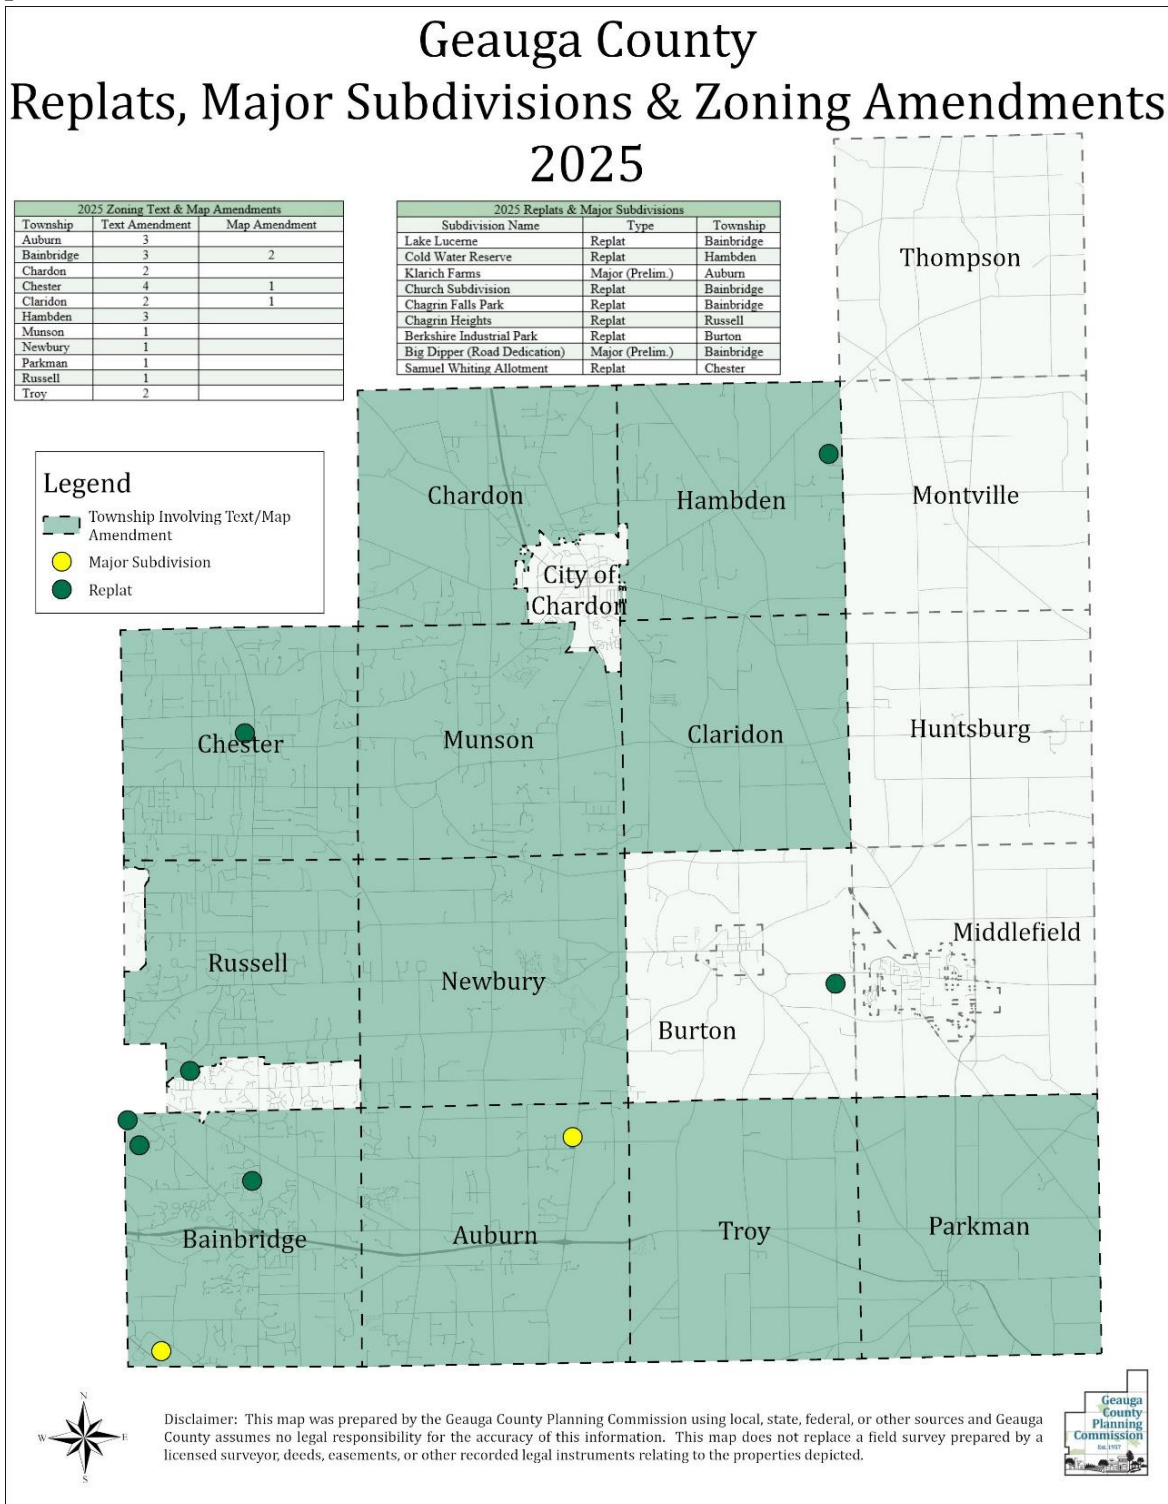 Geauga County
Replats, Major Subdivisions & Zoning Amendments
2025
2025 Zoning Text & Map Amendments
Township Text Amendment Map Amendment
Auburn 3
Bainbridge 3 2
Chardon 2
Chester 4 1
Claridon 2 1
Hambden 3
Munson 1
Newbury 1
Parkman 1
Russell 1
Troy 2
2025 Replats & Major Subdivisions
Subdivision Name Type Township
Lake Lucerne Replat Bainbridge
Cold Water Reserve Replat Hambden
Klarich Farms Major (Prelim.) Auburn
Church Subdivision Replat Bainbridge
Chagrin Falls Park Replat Bainbridge
Chagrin Heights Replat Russell
Berkshire Industrial Park Replat Burton
Big Dipper (Road Dedication) Major (Prelim.) Bainbridge
Samuel Whiting Allotment Replat Chester
Legend
Township Involving Text/Map
Amendment
Major Subdivision
Replat
Thompson
Chardon
Hambden
Montville
City of
Chardon
Chester
Munson
Claridon
Huntsburg
Russell
Newbury
Burton
Middlefield
Bainbridge
Auburn
Troy
Parkman
N
W E
S
Disclaimer: This map was prepared by the Geauga County Planning Commission using local, state, federal, or other sources and Geauga
County assumes no legal responsibility for the accuracy of this information. This map does not replace a field survey prepared by a
licensed surveyor, deeds, easements, or other recorded legal instruments relating to the properties depicted.
Geauga
County
Planning
Commission
Est. 1957